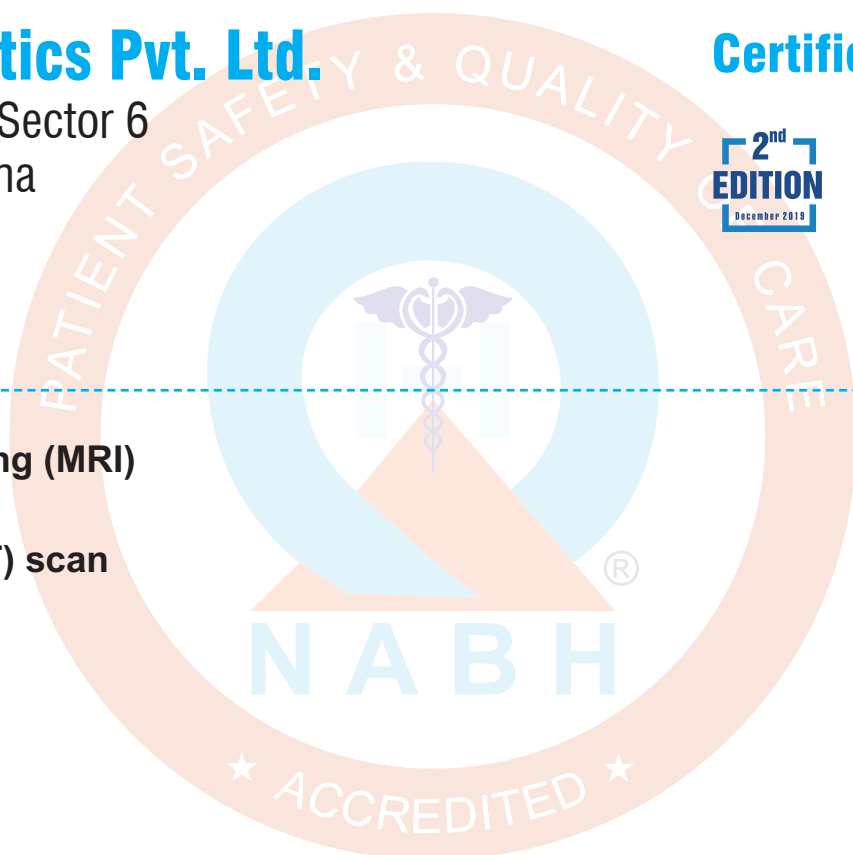 tics Pvt. Ltd.
Certific
Sector 6
na
2nd
EDITION
December 2019
PATIENT SAFETY & QUALITY OF CARE
ng (MRI)
T) scan
®
NABH
★ ACCREDITED ★